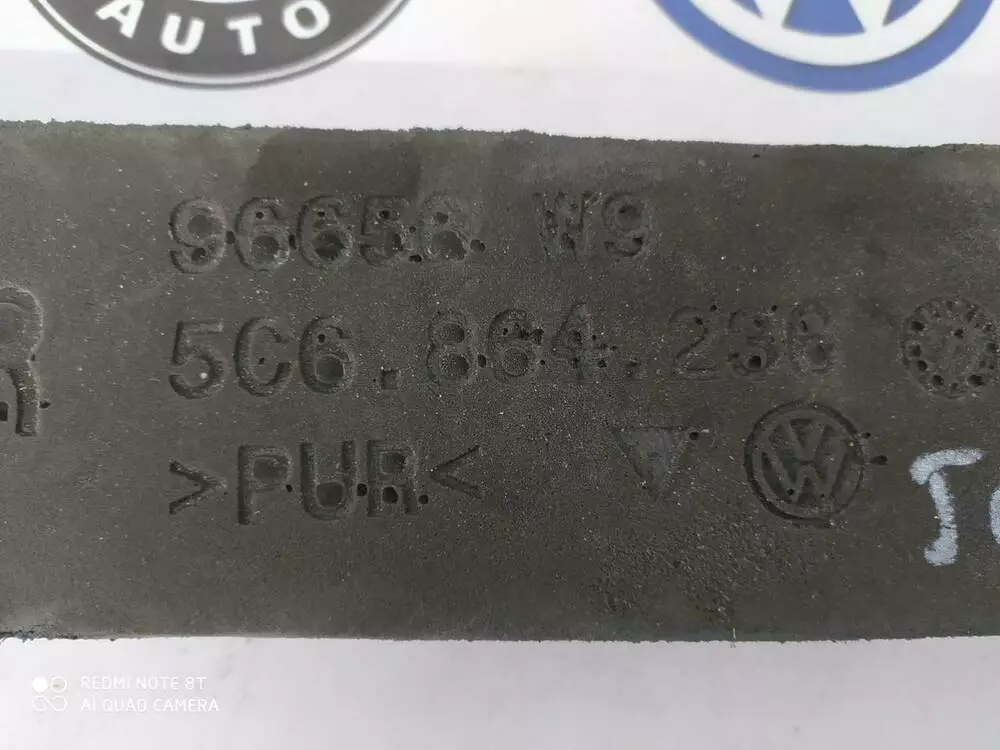 AUTO
96656 W9
5C6.864.238
>PUR<
R
REDMI NOTE 8T
AI QUAD CAMERA